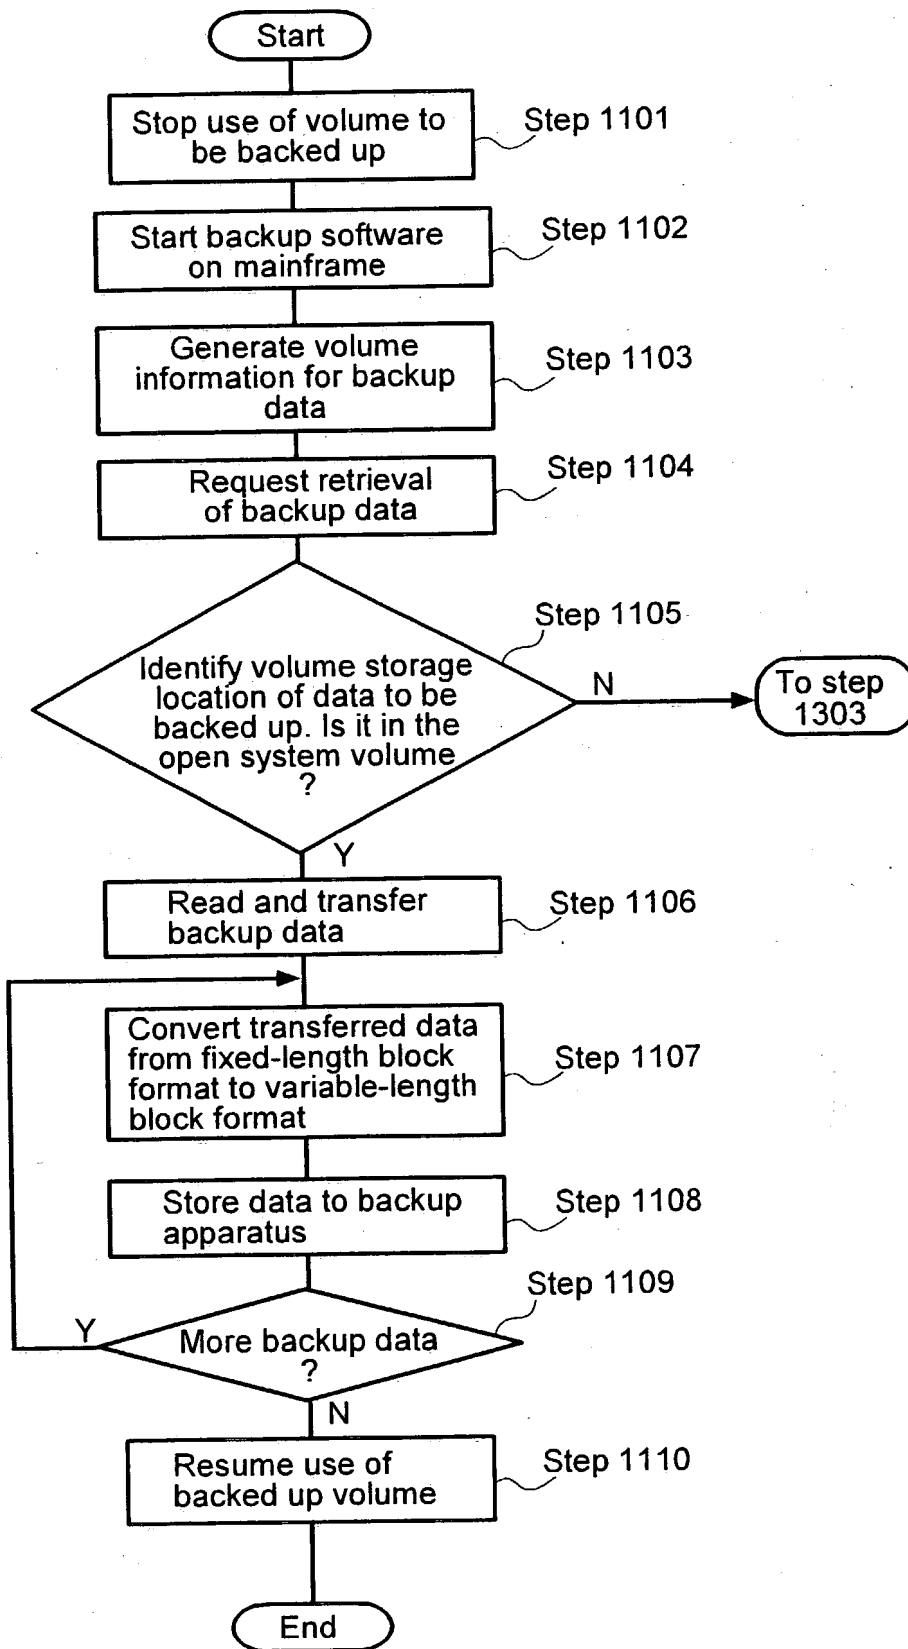 Start
Stop use of volume to
be backed up
Step 1101
Start backup software
on mainframe
Step 1102
Generate volume
information for backup
data
Step 1103
Request retrieval
of backup data
Step 1104
Step 1105
Identify volume storage
location of data to be
backed up. Is it in the
open system volume
?
N
To step
1303
Y
Read and transfer
backup data
Step 1106
Convert transferred data
from fixed-length block
format to variable-length
block format
Step 1107
Store data to backup
apparatus
Step 1108
Step 1109
Y
More backup data
?
N
Resume use of
backed up volume
Step 1110
End